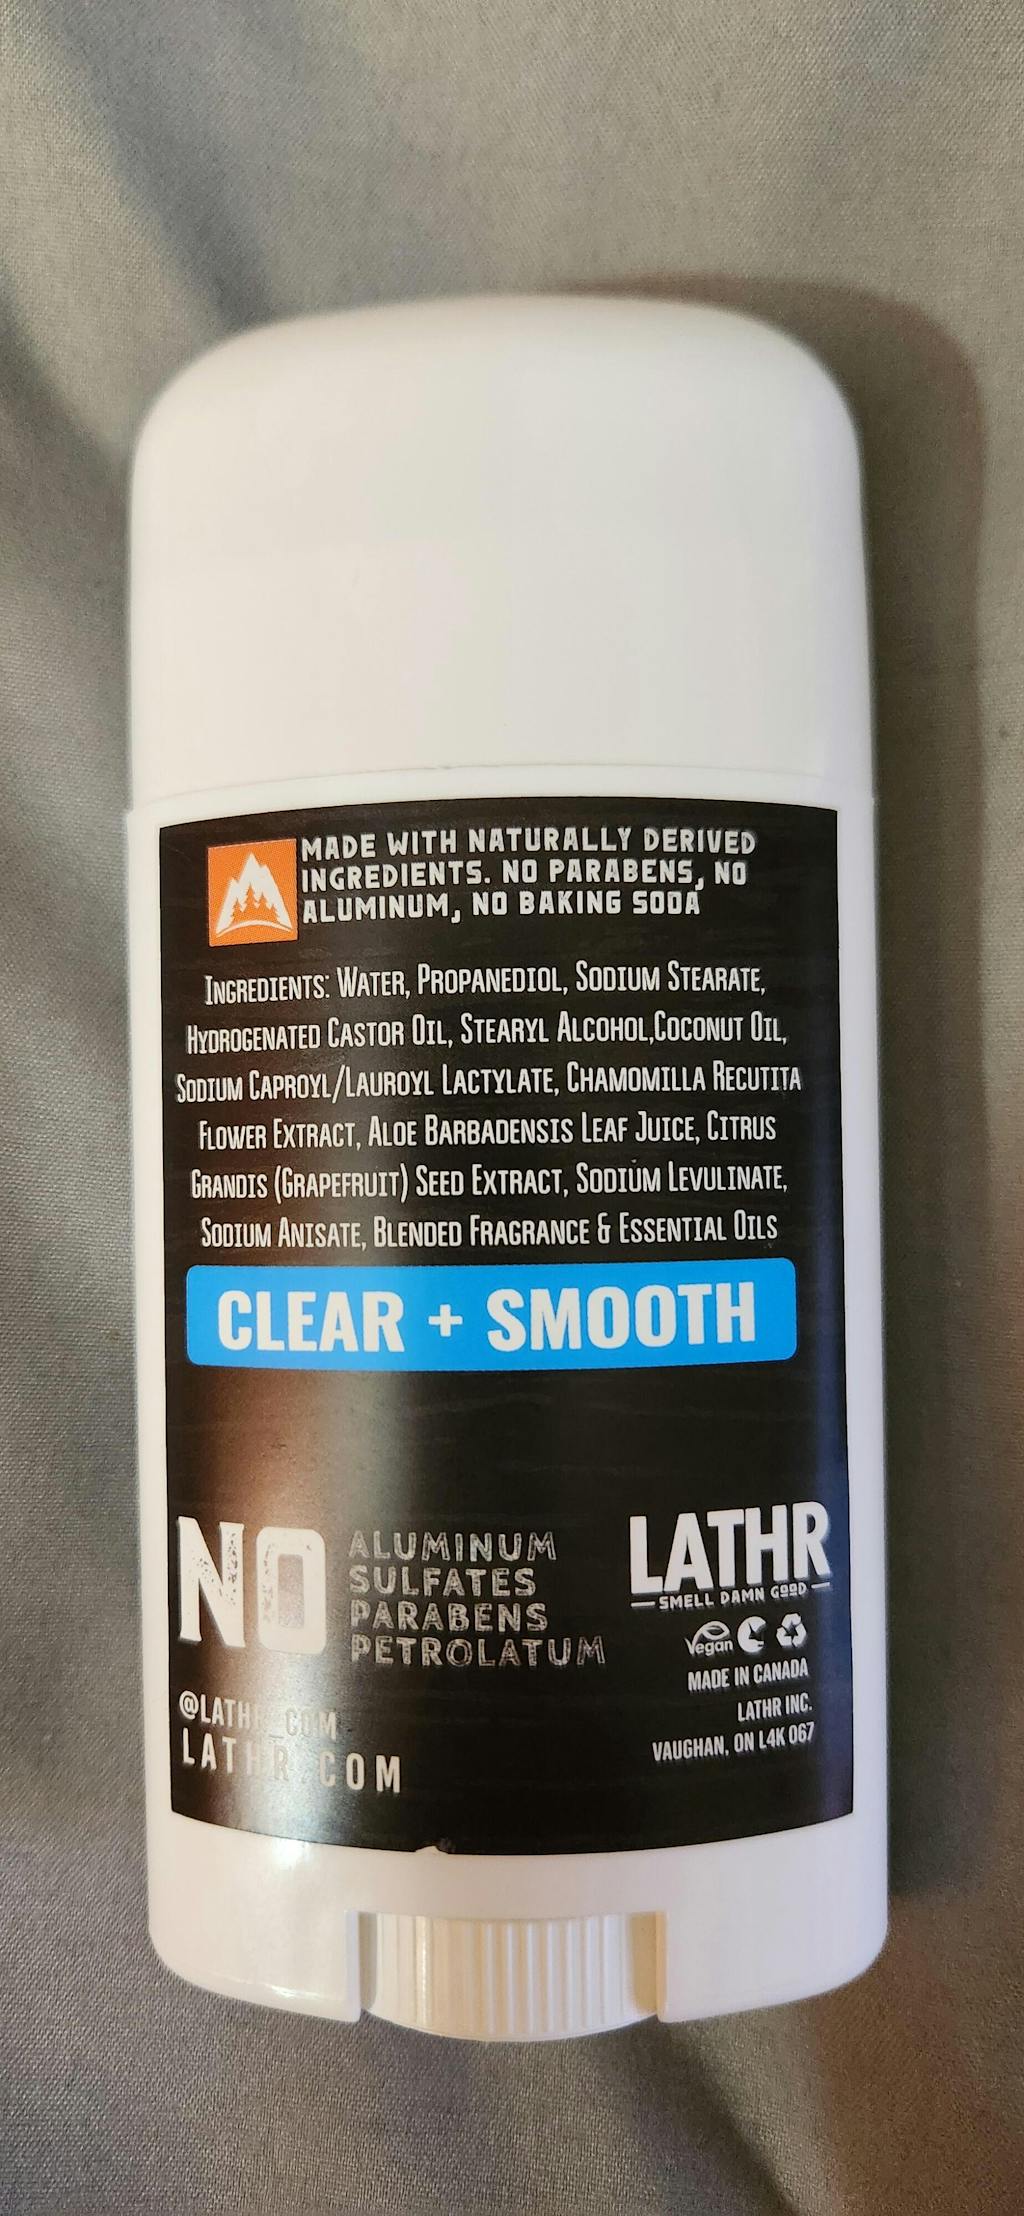 MADE WITH NATURALLY DERIVED
INGREDIENTS. NO PARABENS, NO
ALUMINUM, NO BAKING SODA
INGREDIENTS: WATER, PROPANEDIOL, SODIUM STEARATE,
HYDROGENATED CASTOR OIL, STEARYL ALCOHOL,COCONUT OIL,
SODIUM CAPROYL/LAUROYL LACTYLATE, CHAMOMILLA RECUTITA
FLOWER EXTRACT, ALOE BARBADENSIS LEAF JUICE, CITRUS
GRANDIS (GRAPEFRUIT) SEED EXTRACT, SODIUM LEVULINATE,
SODIUM ANISATE, BLENDED FRAGRANCE & ESSENTIAL OILS
CLEAR + SMOOTH
NO
ALUMINUM
SULFATES
PARABENS
PETROLATUM
@LATHR_COM
LATHR.COM
LATHR
SMELL DAMN GOOD
Vegan
MADE IN CANADA
LATHR INC.
VAUGHAN, ON L4K 0G7